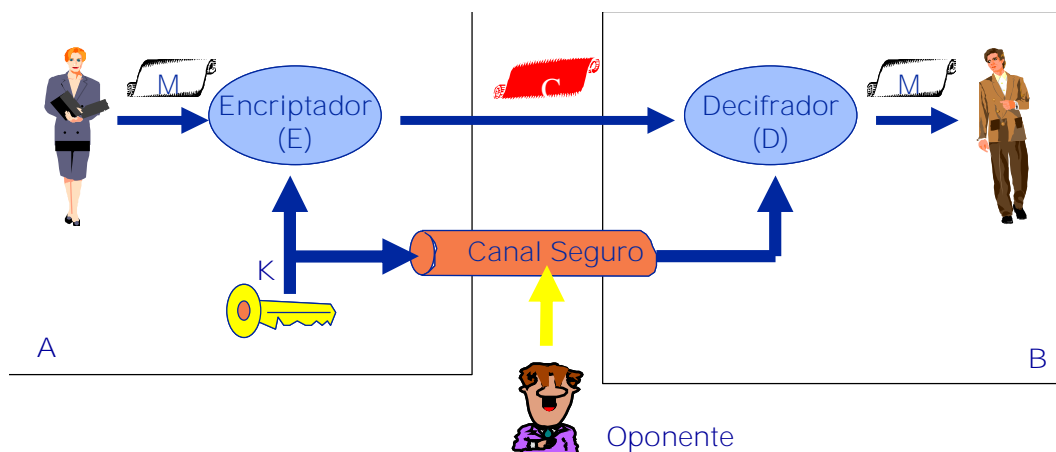 M
Encriptador
(E)
C
Decifrador
(D)
M
K
Canal Seguro
A
B
Oponente